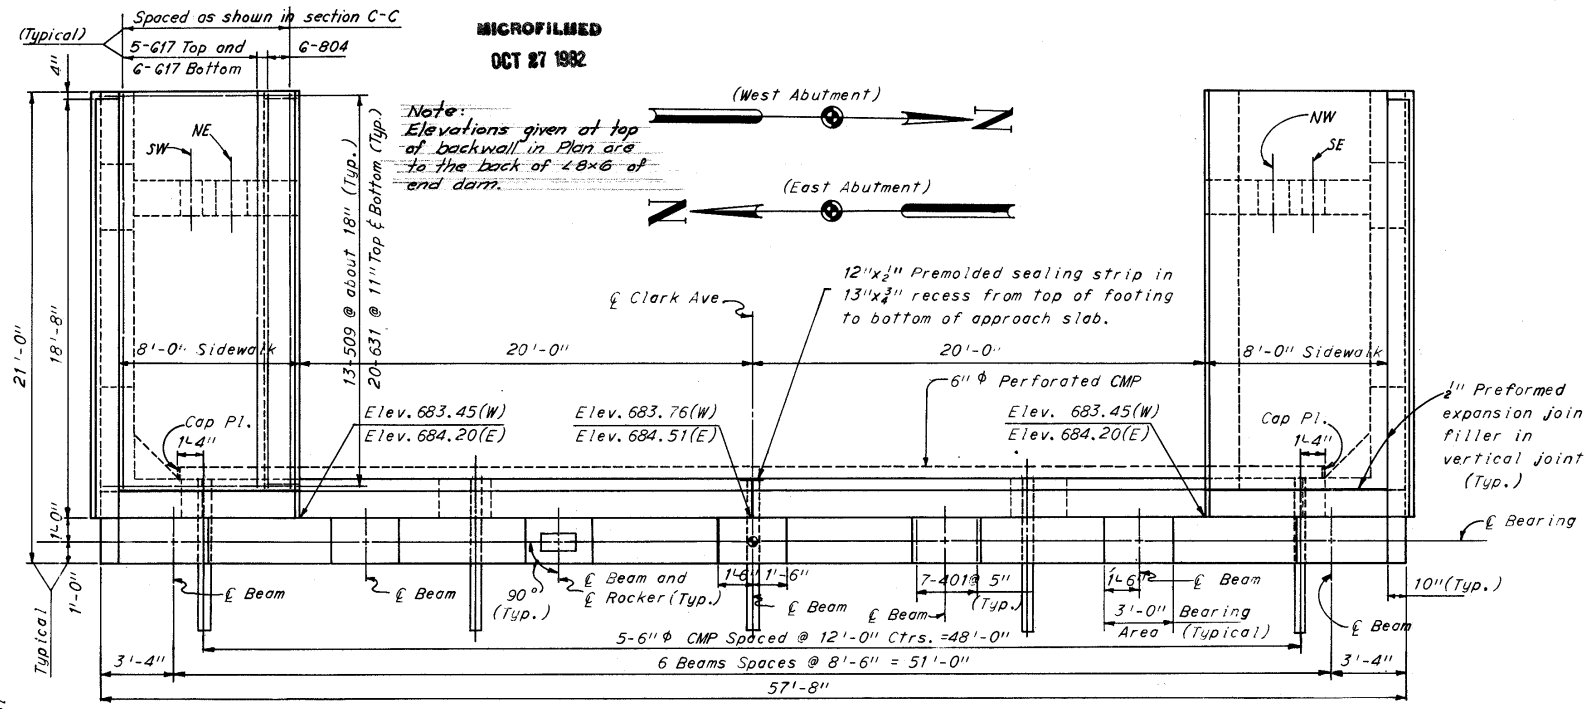 Spaced as shown in section C-C
(Typical)
5-617 Top and
6-617 Bottom
6-804
MICROFILMED
OCT 27 1982
Note:
Elevations given at top
of backwall in Plan are
to the back of ∠8×6 of
end dam.
(West Abutment)
N
(East Abutment)
N
4"
SW
NE
NW
SE
13-509 @ about 18" (Typ.)
20-631 @ 11" Top & Bottom (Typ.)
21'-0"
18'-8"
12"x½" Premolded sealing strip in
13"x¾" recess from top of footing
to bottom of approach slab.
℄ Clark Ave
8'-0" Sidewalk
20'-0"
20'-0"
8'-0" Sidewalk
6" φ Perforated CMP
½" Preformed
expansion join
filler in
vertical joint
(Typ.)
Cap Pl.
1'-4"
Elev. 683.45(W)
Elev. 684.20(E)
Elev. 683.76(W)
Elev. 684.51(E)
Elev. 683.45(W)
Elev. 684.20(E)
Cap Pl.
1'-4"
1'-0"
1'-0"
Typical
℄ Bearing
℄ Beam
℄ Beam
90°
(Typ.)
℄ Beam and
℄ Rocker (Typ.)
1'-6"
1'-6"
℄ Beam
7-401 @ 5"
(Typ.)
℄ Beam
1'-6"
℄ Beam
3'-0" Bearing
Area (Typical)
10"(Typ.)
℄ Beam
5-6" φ CMP Spaced @ 12'-0" Ctrs. =48'-0"
3'-4"
6 Beams Spaces @ 8'-6" = 51'-0"
3'-4"
57'-8"